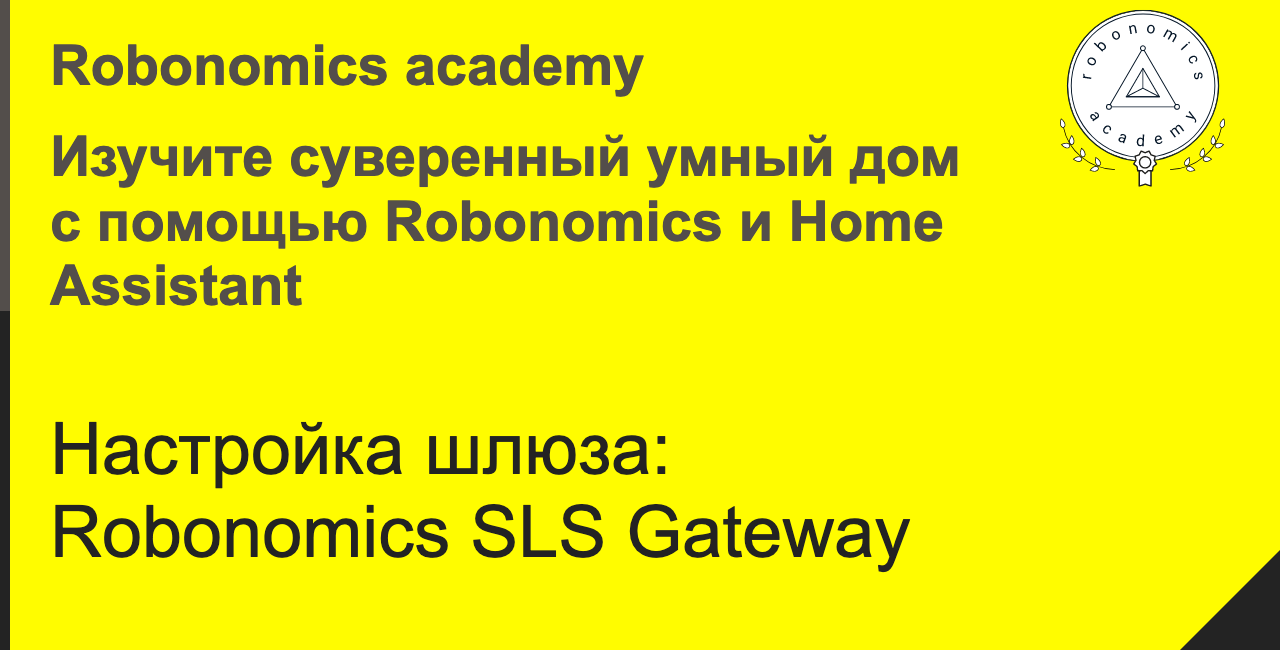 Robonomics academy
Изучите суверенный умный дом
с помощью Robonomics и Home
Assistant
Настройка шлюза:
Robonomics SLS Gateway
robonomics
academy